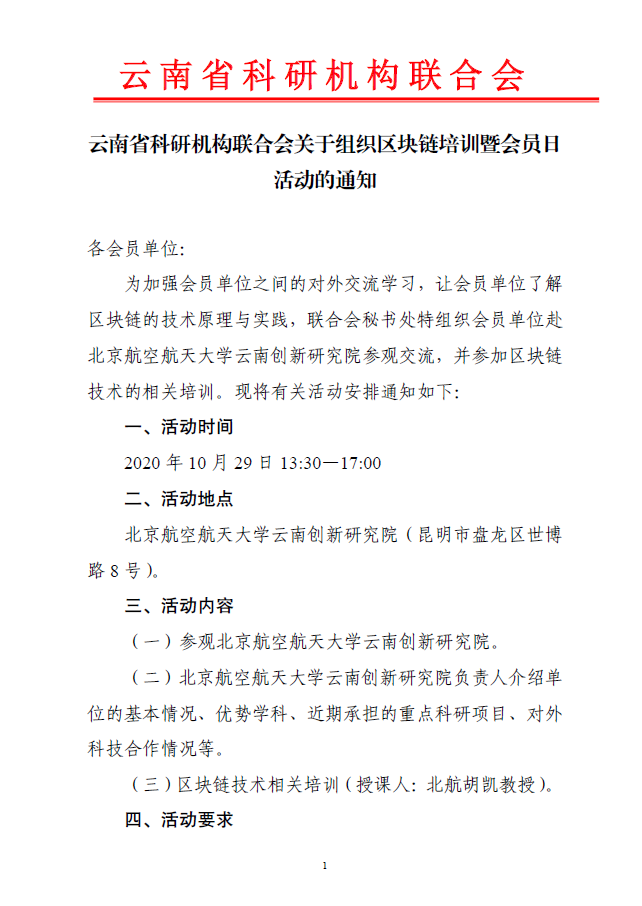 云南省科研机构联合会
云南省科研机构联合会关于组织区块链培训暨会员日
活动的通知
各会员单位：
为加强会员单位之间的对外交流学习，让会员单位了解
区块链的技术原理与实践，联合会秘书处特组织会员单位赴
北京航空航天大学云南创新研究院参观交流，并参加区块链
技术的相关培训。现将有关活动安排通知如下：
一、活动时间
2020 年 10 月 29 日 13:30—17:00
二、活动地点
北京航空航天大学云南创新研究院（昆明市盘龙区世博
路 8 号）。
三、活动内容
（一）参观北京航空航天大学云南创新研究院。
（二）北京航空航天大学云南创新研究院负责人介绍单
位的基本情况、优势学科、近期承担的重点科研项目、对外
科技合作情况等。
（三）区块链技术相关培训（授课人：北航胡凯教授）。
四、活动要求
1